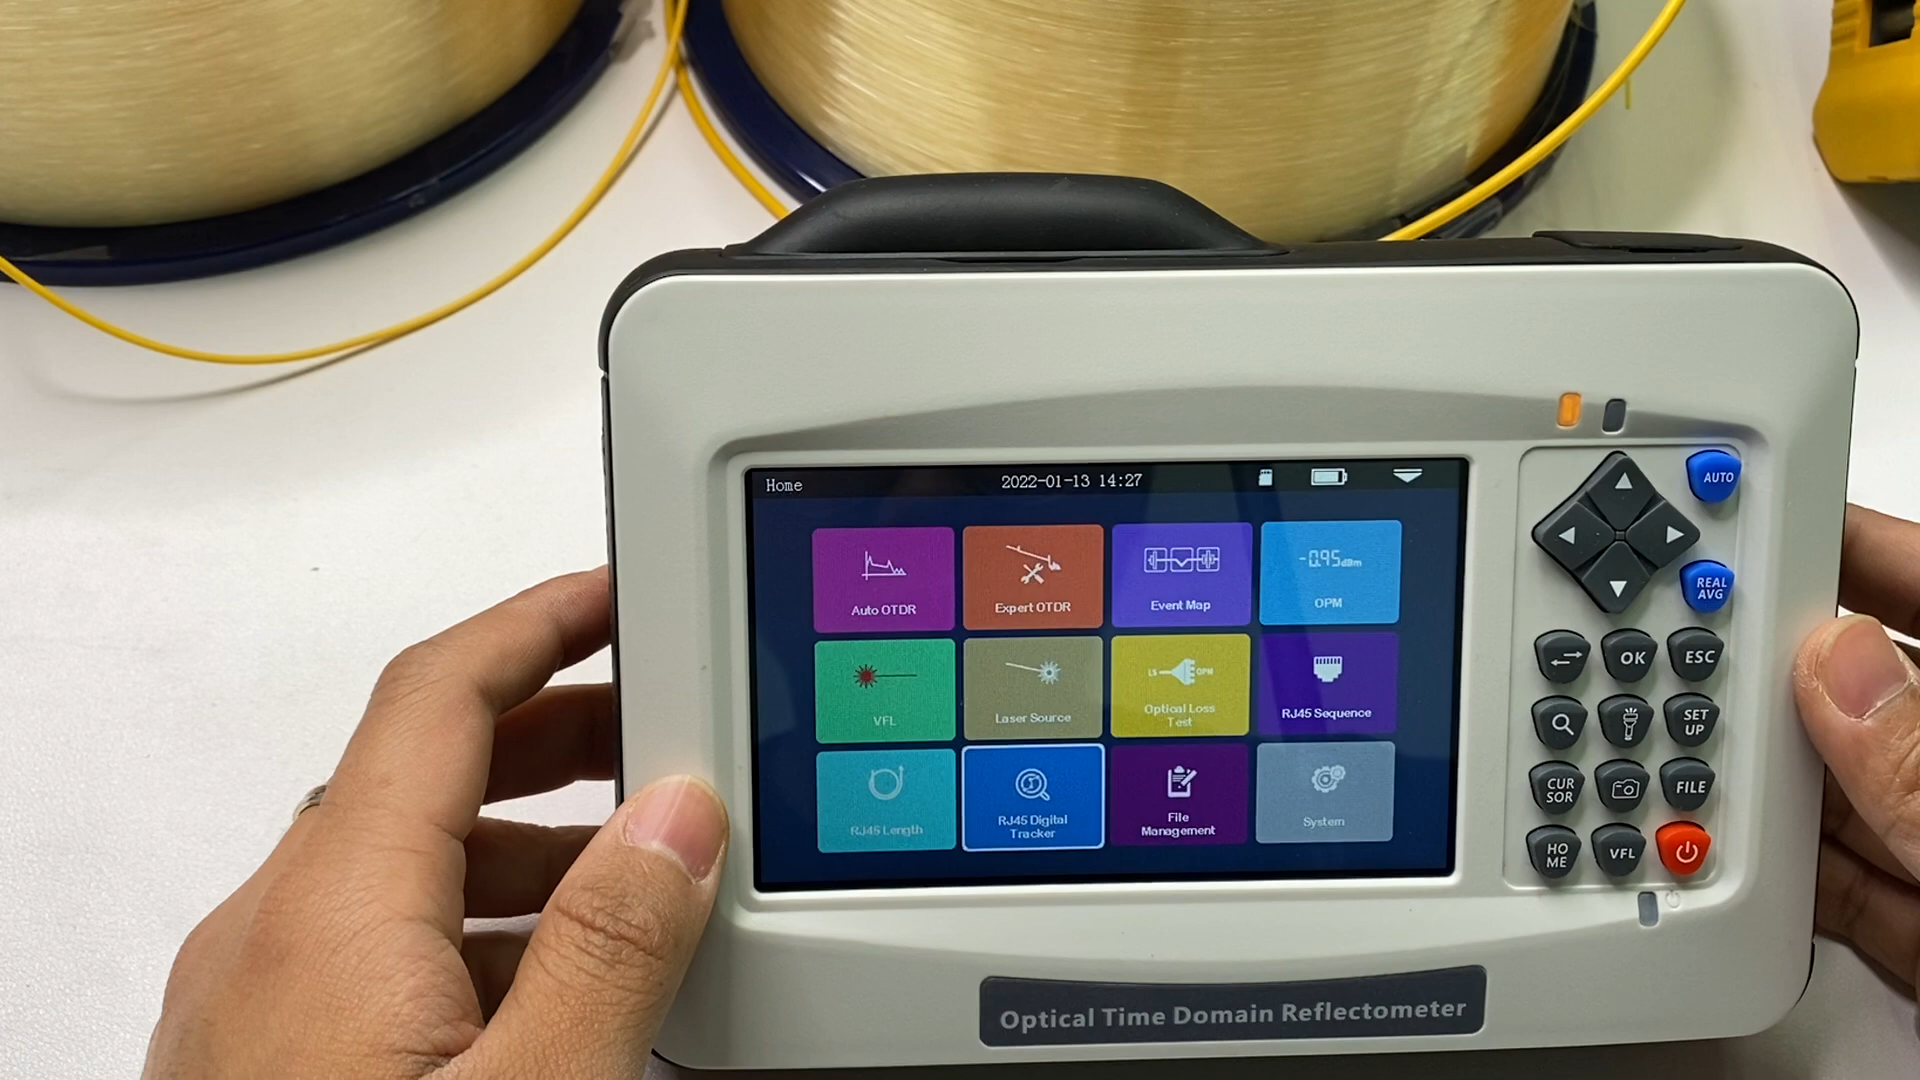 Home 2022-01-13 14:27
Auto OTDR
Expert OTDR
Event Map
-0.95dBm
OPM
VFL
Laser Source
LS OPM
Optical Loss
Test
RJ45 Sequence
RJ45 Length
RJ45 Digital
Tracker
File
Management
System
AUTO
REAL
AVG
OK
ESC
SET
UP
CUR
SOR
FILE
HO
ME
VFL
Optical Time Domain Reflectometer